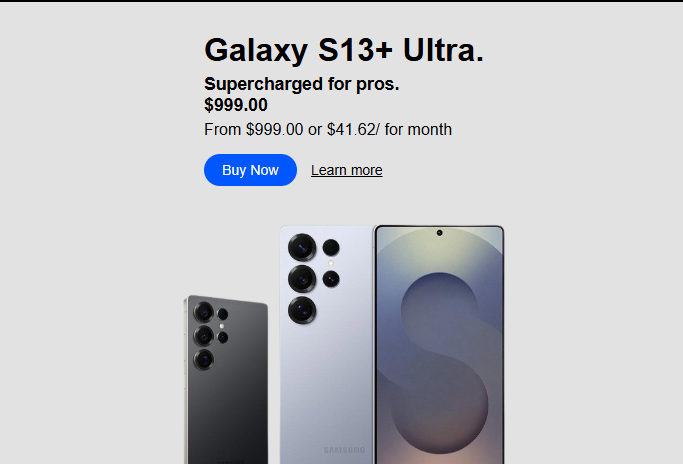 Galaxy S13+ Ultra.
Supercharged for pros.
$999.00
From $999.00 or $41.62/ for month
Buy Now
Learn more
SAMSUNG